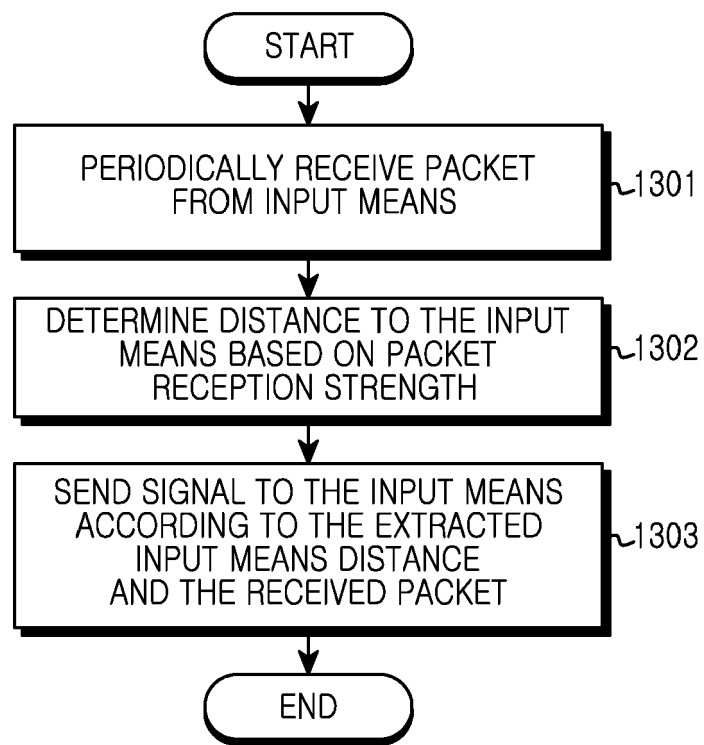 START
PERIODICALLY RECEIVE PACKET
FROM INPUT MEANS
1301
DETERMINE DISTANCE TO THE INPUT
MEANS BASED ON PACKET
RECEPTION STRENGTH
1302
SEND SIGNAL TO THE INPUT MEANS
ACCORDING TO THE EXTRACTED
INPUT MEANS DISTANCE
AND THE RECEIVED PACKET
1303
END